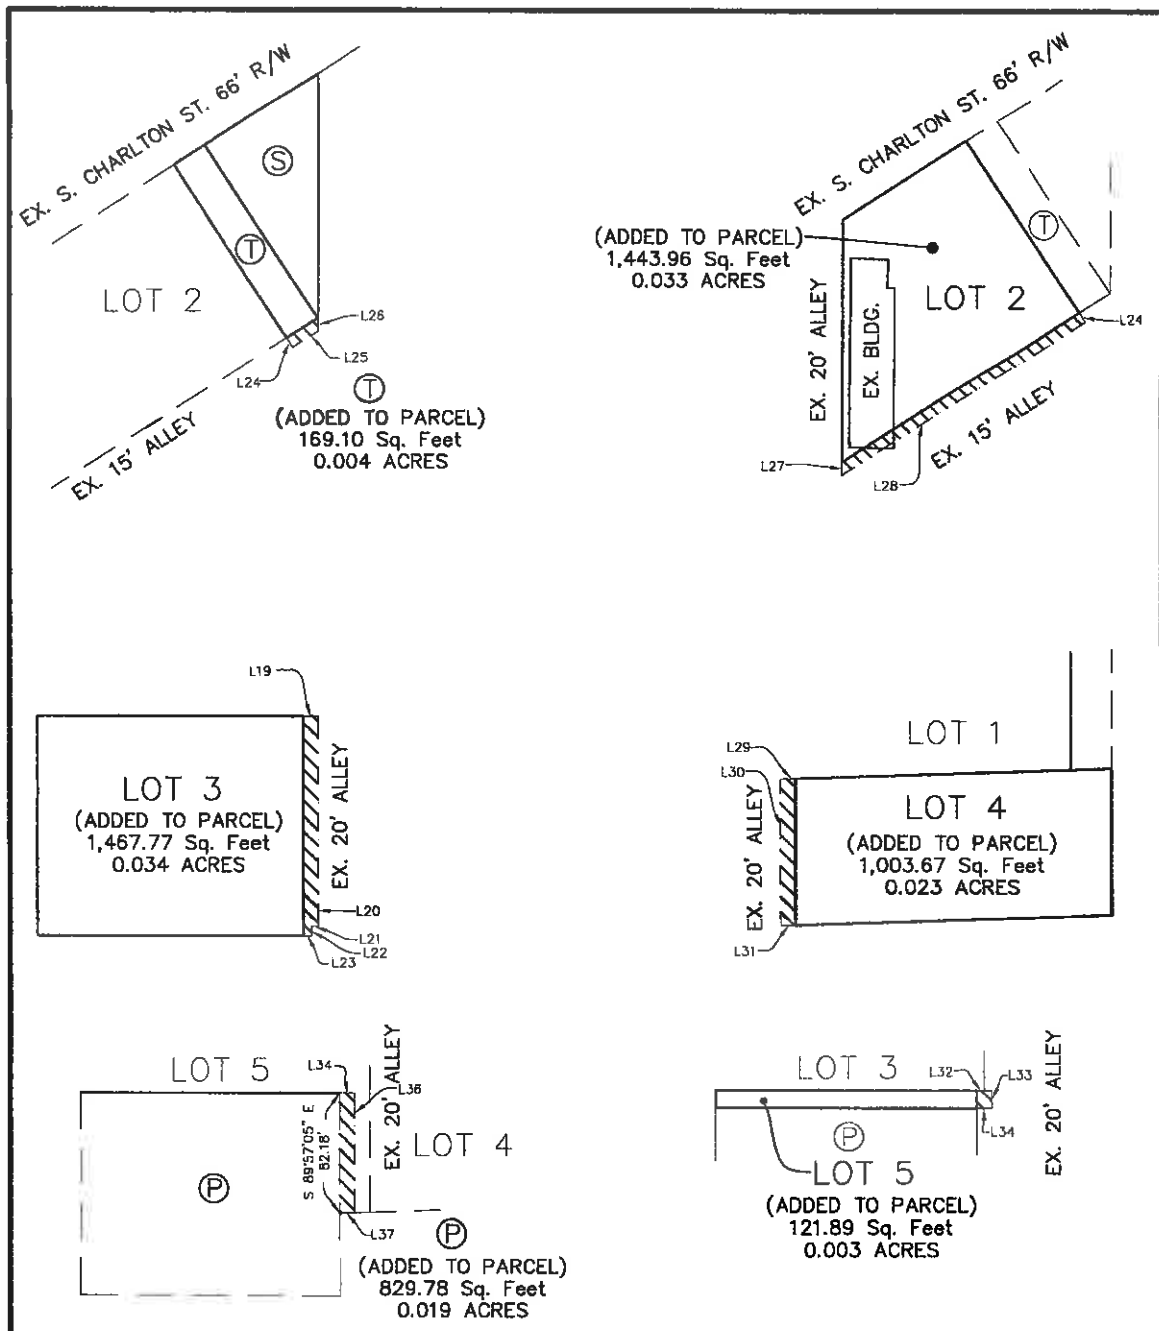 EX. S. CHARLTON ST. 66' R/W
S
T
LOT 2
L26
L25
L24
T
(ADDED TO PARCEL)
169.10 Sq. Feet
0.004 ACRES
EX. 15' ALLEY
EX. S. CHARLTON ST. 66' R/W
(ADDED TO PARCEL)
1,443.96 Sq. Feet
0.033 ACRES
T
LOT 2
EX. 20' ALLEY
EX. BLDG.
L24
L27
L28
EX. 15' ALLEY
L19
LOT 3
(ADDED TO PARCEL)
1,467.77 Sq. Feet
0.034 ACRES
EX. 20' ALLEY
L20
L21
L22
L23
LOT 1
L29
L30
EX. 20' ALLEY
LOT 4
(ADDED TO PARCEL)
1,003.67 Sq. Feet
0.023 ACRES
L31
LOT 5
L34
L36
EX. 20' ALLEY
S 89°57'05" E
82.18'
LOT 4
P
L37
P
(ADDED TO PARCEL)
829.78 Sq. Feet
0.019 ACRES
LOT 3
L32
L33
L34
EX. 20' ALLEY
P
LOT 5
(ADDED TO PARCEL)
121.89 Sq. Feet
0.003 ACRES